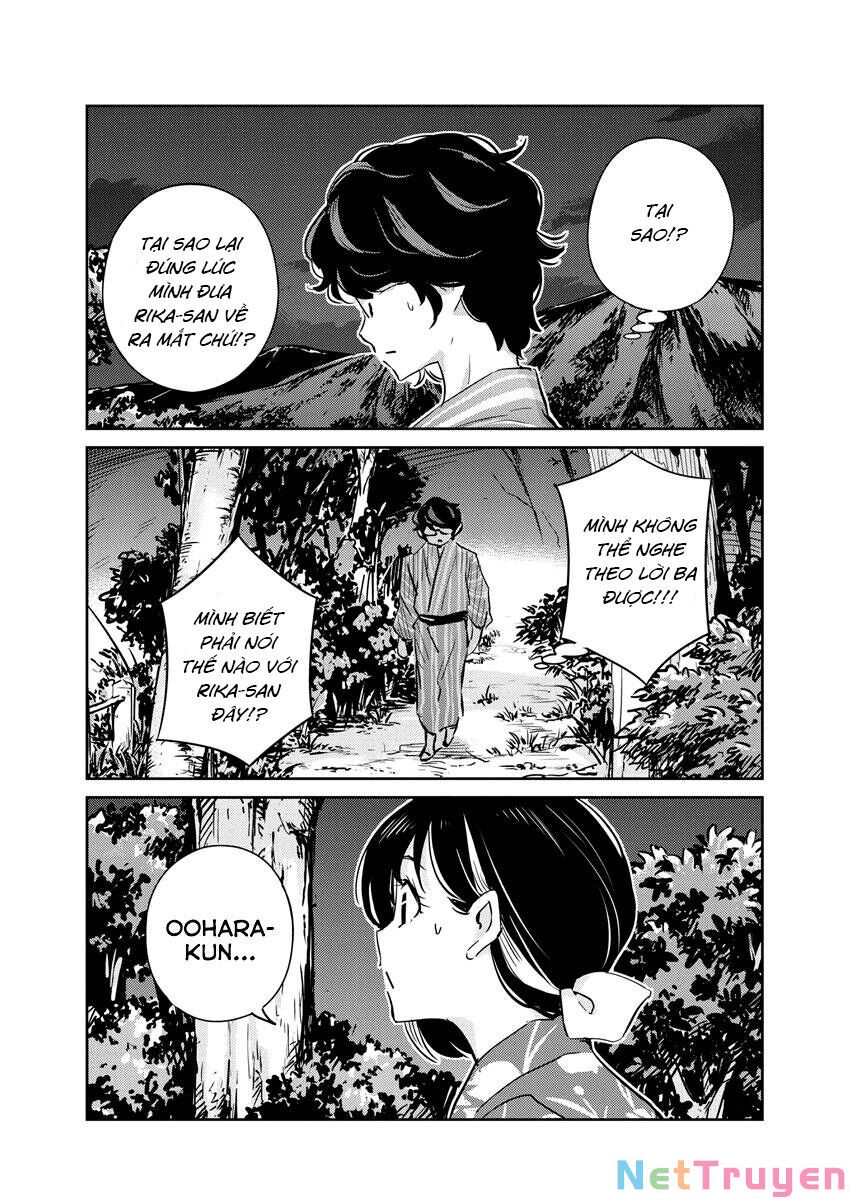 TẠI
SAO!?
TẠI SAO LẠI
ĐÚNG LÚC
MÌNH ĐƯA
RIKA-SAN VỀ
RA MẮT CHỨ!?
MÌNH KHÔNG
THỂ NGHE
THEO LỜI BA
ĐƯỢC!!!
MÌNH BIẾT
PHẢI NÓI
THẾ NÀO VỚI
RIKA-SAN
ĐÂY!?
OOHARA-
KUN...
NetTruyen